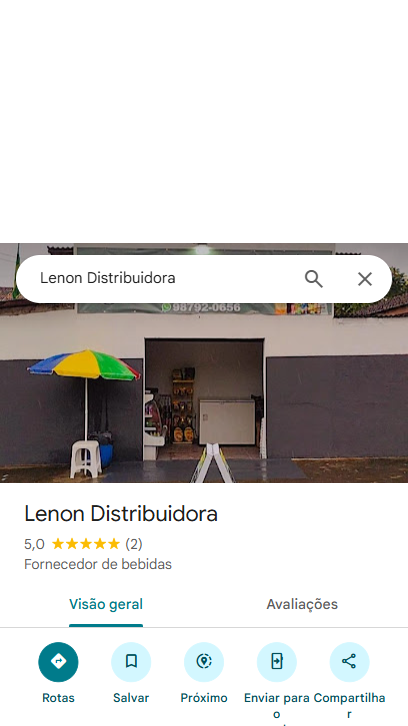 Lenon Distribuidora
98792-0656
Lenon Distribuidora
5,0 (2)
Fornecedor de bebidas
Visão geral
Avaliações
Rotas
Salvar
Próximo
Enviar para o
Compartilhar